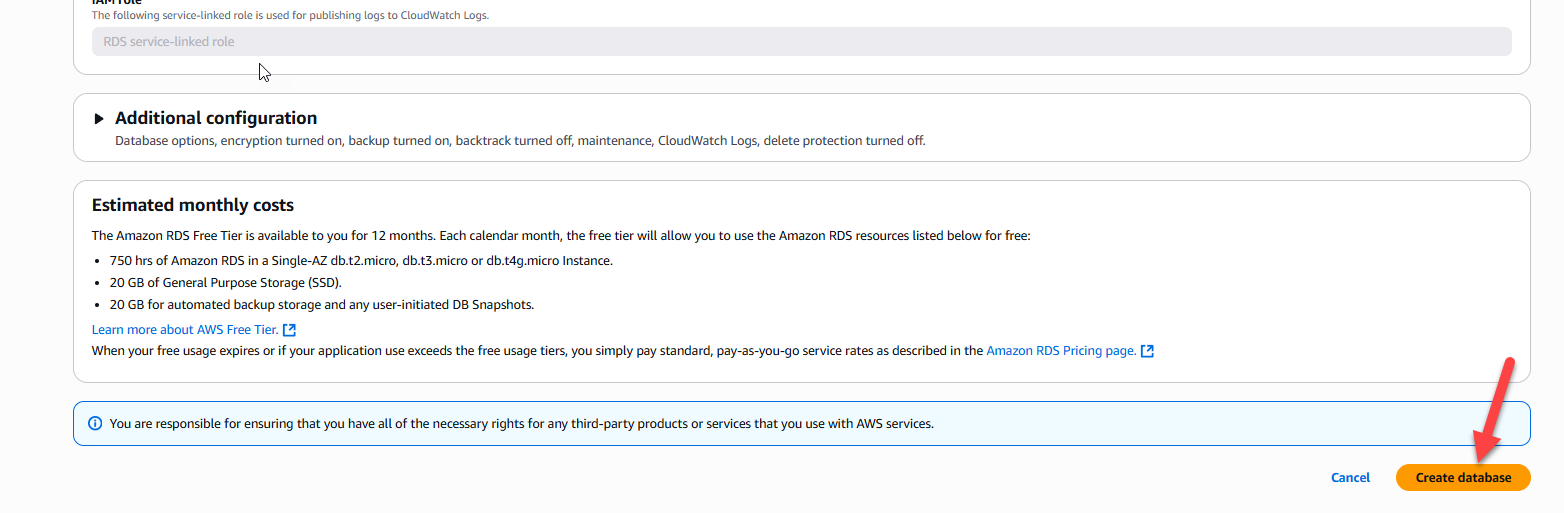 IAM role
The following service-linked role is used for publishing logs to CloudWatch Logs.
RDS service-linked role
Additional configuration
Database options, encryption turned on, backup turned on, backtrack turned off, maintenance, CloudWatch Logs, delete protection turned off.
Estimated monthly costs
The Amazon RDS Free Tier is available to you for 12 months. Each calendar month, the free tier will allow you to use the Amazon RDS resources listed below for free:
• 750 hrs of Amazon RDS in a Single-AZ db.t2.micro, db.t3.micro or db.t4g.micro Instance.
• 20 GB of General Purpose Storage (SSD).
• 20 GB for automated backup storage and any user-initiated DB Snapshots.
Learn more about AWS Free Tier.
When your free usage expires or if your application use exceeds the free usage tiers, you simply pay standard, pay-as-you-go service rates as described in the Amazon RDS Pricing page.
You are responsible for ensuring that you have all of the necessary rights for any third-party products or services that you use with AWS services.
Cancel Create database